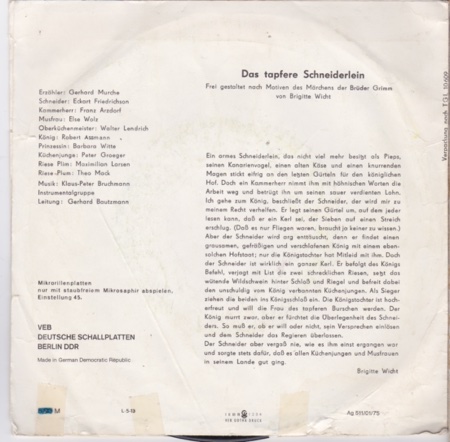 Das tapfere Schneiderlein
Frei gestaltet nach Motiven des Märchens der Brüder Grimm
von Brigitte Wicht
Verpackung nach TGL 10609
Erzähler: Gerhard Murche
Schneider: Eckart Friedrichson
Kammerherr: Franz Arzdorf
Musfrau: Else Wolz
Oberküchenmeister: Walter Lendrich
König: Robert Assmann
Prinzessin: Barbara Witte
Küchenjunge: Peter Groeger
Riese Plim: Maximilian Larsen
Riese Plum: Theo Mack
Musik: Klaus-Peter Bruchmann
Instrumentalgruppe
Leitung: Gerhard Bautzmann
Ein armes Schneiderlein, das nicht viel mehr besigt als Pieps,
seinen Kanarienvogel, einen alten Käse und einen knurrenden
Magen stickt eifrig an den letzten Gürteln für den königlichen
Hof. Doch ein Kammerherr nimmt ihm mit höhnischen Worten die
Arbeit weg und betrügt ihn um seinen sauer verdienten Lohn.
Ich gehe zum König, beschließt der Schneider, der wird mir zu
meinem Recht verhelfen. Er legt seinen Gürtel um, auf dem jeder
lesen kann, daß er ein Kerl sei, der Sieben auf einen Streich
erschlug. (Daß es nur Fliegen waren, braucht ja keiner zu wissen.)
Aber der Schneider wird arg enttäuscht, denn er findet einen
grausamen, gefräßigen und verschlafenen König mit einem eben-
solchen Hofstaat; nur die Königstochter hat Mitleid mit ihm. Doch
der Schneider ist wirklich ein ganzer Kerl. Er befolgt des Königs
Befehl, verjagt mit List die zwei schrecklichen Riesen, setzt das
wütende Wildschwein hinter Schloß und Riegel und befreit dabei
den unschuldig vom König verbannten Küchenjungen. Als Sieger
ziehen die beiden ins Königsschloß ein. Die Königstochter ist hoch-
erfreut und will die Frau des tapferen Burschen werden. Der
König murrt zwar, aber er fürchtet die Überlegenheit des Schnei-
ders. So muß er, ob er will oder nicht, sein Versprechen einlösen
und dem Schneider das Regieren überlassen.
Der Schneider aber vergaß nie, wie es ihm einst ergangen war
und sorgte stets dafür, daß es allen Küchenjungen und Musfrauen
in seinem Lande gut ging.
Brigitte Wicht
Mikrorillenplatten
nur mit staubfreiem Mikrosaphir abspielen,
Einstellung 45.
VEB
DEUTSCHE SCHALLPLATTEN
BERLIN DDR
Made in German Democratic Republic
M
Ag 511/01/75